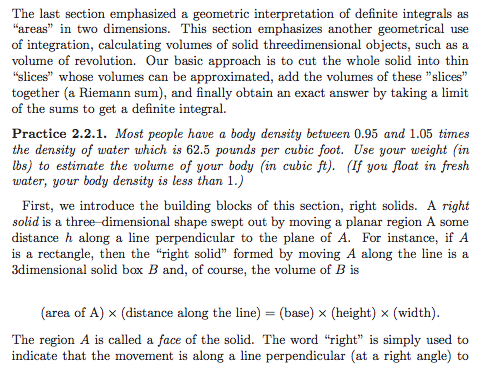 The last section emphasized a geometric interpretation of definite integrals as
“areas” in two dimensions. This section emphasizes another geometrical use
of integration, calculating volumes of solid threedimensional objects, such as a
volume of revolution. Our basic approach is to cut the whole solid into thin
“slices” whose volumes can be approximated, add the volumes of these ”slices”
together (a Riemann sum), and finally obtain an exact answer by taking a limit
of the sums to get a definite integral.
Practice 2.2.1. Most people have a body density between 0.95 and 1.05 times
the density of water which is 62.5 pounds per cubic foot. Use your weight (in
lbs) to estimate the volume of your body (in cubic ft). (If you float in fresh
water, your body density is less than 1.)
First, we introduce the building blocks of this section, right solids. A right
solid is a three–dimensional shape swept out by moving a planar region A some
distance h along a line perpendicular to the plane of A. For instance, if A
is a rectangle, then the “right solid” formed by moving A along the line is a
3dimensional solid box B and, of course, the volume of B is
(area of A) × (distance along the line) = (base) × (height) × (width).
The region A is called a face of the solid. The word “right” is simply used to
indicate that the movement is along a line perpendicular (at a right angle) to